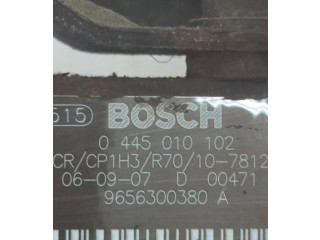 515
BOSCH
0 445 010 102
CR/CP1H3/R70/10-7812
06-09-07 D 00471
9656300380 A